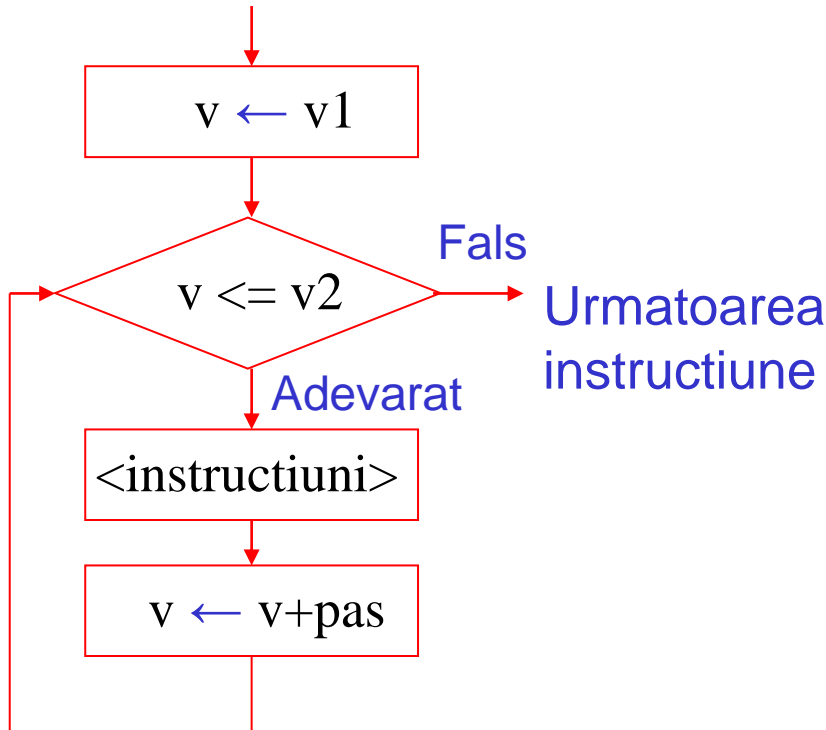 v ← v1
Fals
v <= v2
Urmatoarea
instructiune
Adevarat
<instructiuni>
v ← v+pas